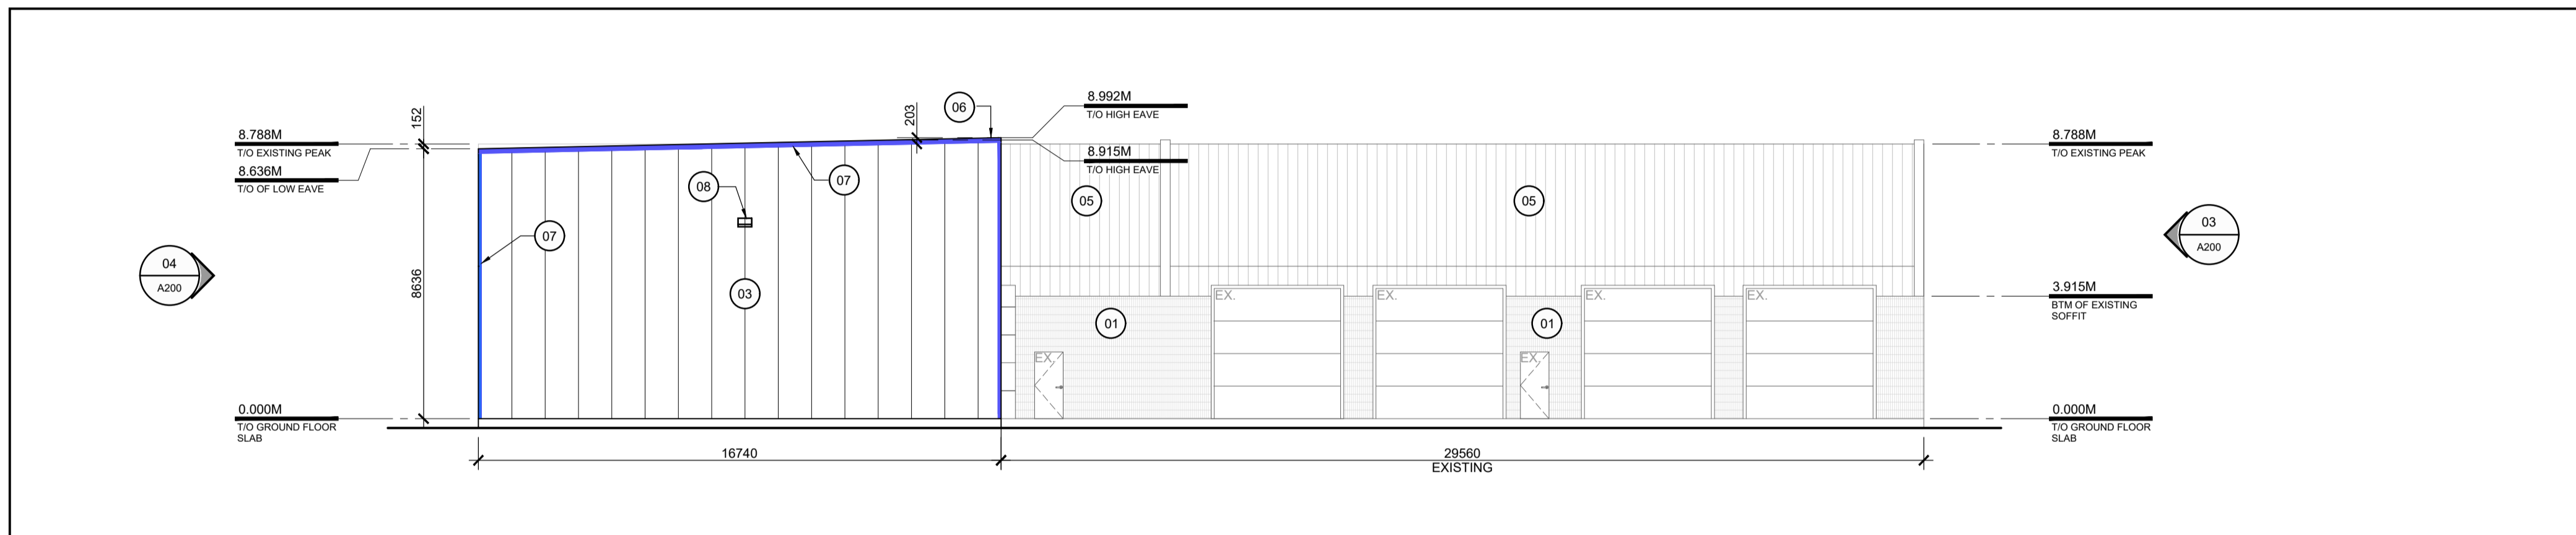 152
203
06
8.992M
T/O HIGH EAVE
8.788M
T/O EXISTING PEAK
8.788M
T/O EXISTING PEAK
8.915M
T/O HIGH EAVE
8.636M
T/O OF LOW EAVE
08
07
05
05
07
04
A200
03
A200
8636
03
EX.
EX.
EX.
EX.
3.915M
BTM OF EXISTING
SOFFIT
01
01
EX.
EX.
0.000M
T/O GROUND FLOOR
SLAB
0.000M
T/O GROUND FLOOR
SLAB
16740
29560
EXISTING